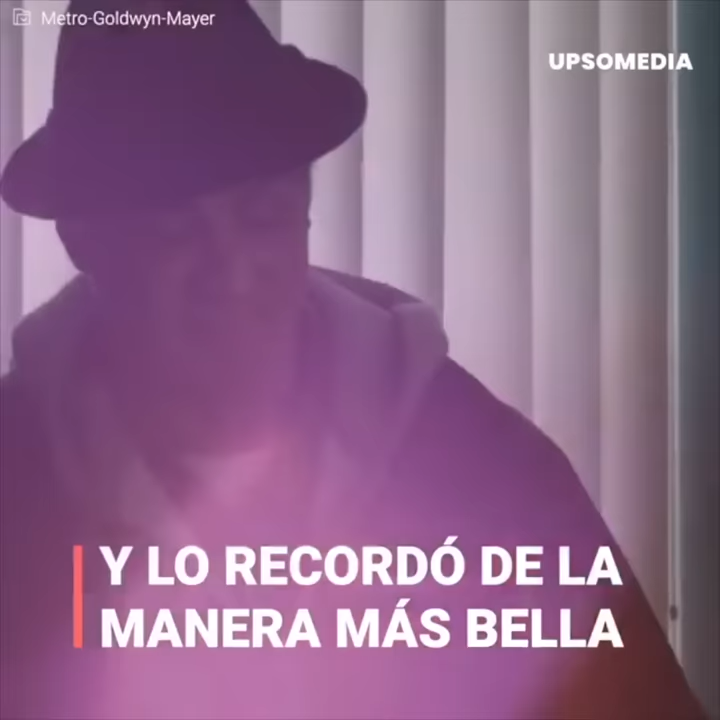 Metro-Goldwyn-Mayer
UPSOMEDIA
Y LO RECORDÓ DE LA
MANERA MÁS BELLA